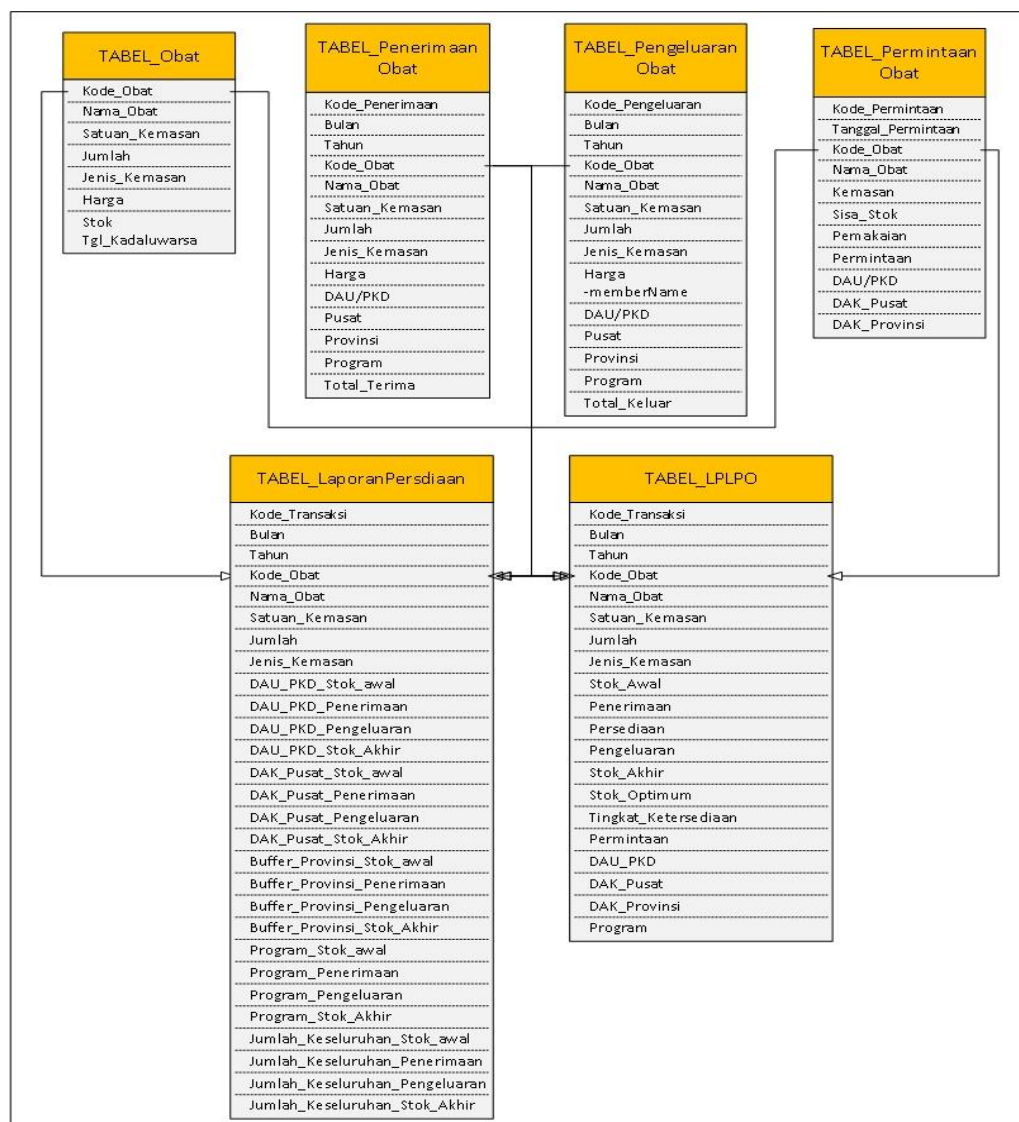 TABEL_Obat
Kode_Obat
Nama_Obat
Satuan_Kemasan
Jumlah
Jenis_Kemasan
Harga
Stok
Tgl_Kadaluwarsa
TABEL_Penerimaan
Obat
Kode_Penerimaan
Bulan
Tahun
Kode_Obat
Nama_Obat
Satuan_Kemasan
Jumlah
Jenis_Kemasan
Harga
DAU/PKD
Pusat
Provinsi
Program
Total_Terima
TABEL_Pengeluaran
Obat
Kode_Pengeluaran
Bulan
Tahun
Kode_Obat
Nama_Obat
Satuan_Kemasan
Jumlah
Jenis_Kemasan
Harga
-memberName
DAU/PKD
Pusat
Provinsi
Program
Total_Keluar
TABEL_Permintaan
Obat
Kode_Permintaan
Tanggal_Permintaan
Kode_Obat
Nama_Obat
Kemasan
Sisa_Stok
Pemakaian
Permintaan
DAU/PKD
DAK_Pusat
DAK_Provinsi
TABEL_LaporanPersdiaan
Kode_Transaksi
Bulan
Tahun
Kode_Obat
Nama_Obat
Satuan_Kemasan
Jumlah
Jenis_Kemasan
DAU_PKD_Stok_awal
DAU_PKD_Penerimaan
DAU_PKD_Pengeluaran
DAU_PKD_Stok_Akhir
DAK_Pusat_Stok_awal
DAK_Pusat_Penerimaan
DAK_Pusat_Pengeluaran
DAK_Pusat_Stok_Akhir
Buffer_Provinsi_Stok_awal
Buffer_Provinsi_Penerimaan
Buffer_Provinsi_Pengeluaran
Buffer_Provinsi_Stok_Akhir
Program_Stok_awal
Program_Penerimaan
Program_Pengeluaran
Program_Stok_Akhir
Jumlah_Keseluruhan_Stok_awal
Jumlah_Keseluruhan_Penerimaan
Jumlah_Keseluruhan_Pengeluaran
Jumlah_Keseluruhan_Stok_Akhir
TABEL_LPLPO
Kode_Transaksi
Bulan
Tahun
Kode_Obat
Nama_Obat
Satuan_Kemasan
Jumlah
Jenis_Kemasan
Stok_Awal
Penerimaan
Persediaan
Pengeluaran
Stok_Akhir
Stok_Optimum
Tingkat_Ketersediaan
Permintaan
DAU_PKD
DAK_Pusat
DAK_Provinsi
Program